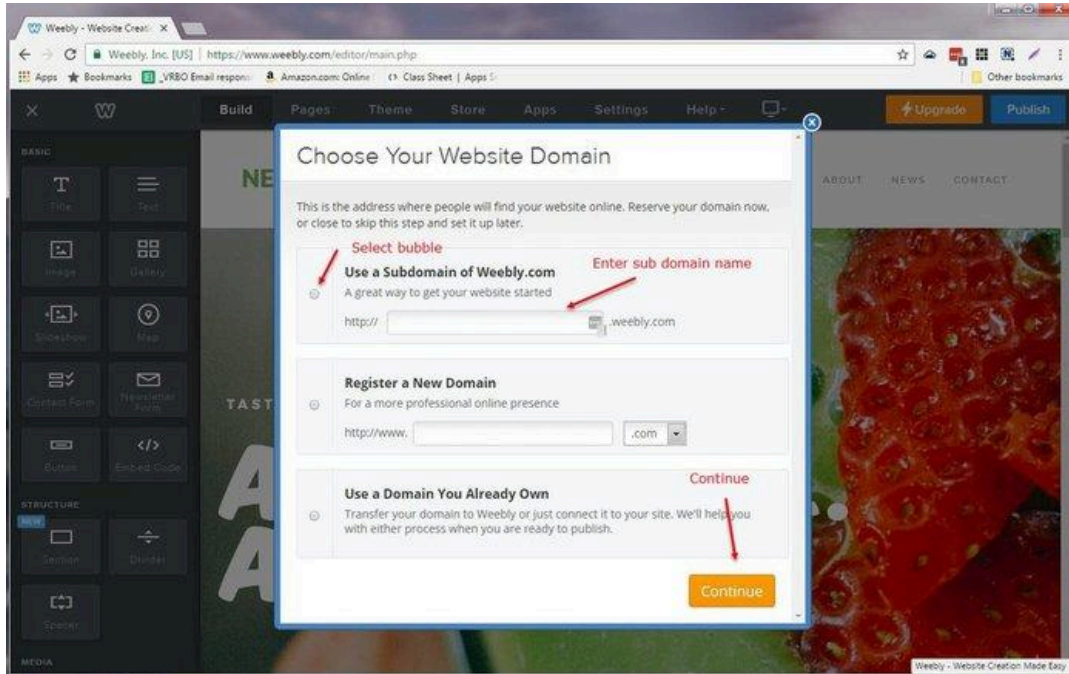 Weebly - Website Creati
Weebly, Inc. [US] | https://www.weebly.com/editor/main.php
Apps Bookmarks _VRBO Email respons Amazon.com: Online Class Sheet | Apps S Other bookmarks
Build Pages Theme Store Apps Settings Help Upgrade Publish
BASIC
Title Text
Image Gallery
Slideshow Map
Contact Form Newsletter Form
Button Embed Code
STRUCTURE
NEW
Section Divider
Spacer
MEDIA
NE
ABOUT NEWS CONTACT
TAST
Choose Your Website Domain
This is the address where people will find your website online. Reserve your domain now,
or close to skip this step and set it up later.
Select bubble
Use a Subdomain of Weebly.com
Enter sub domain name
A great way to get your website started
http:// .weebly.com
Register a New Domain
For a more professional online presence
http://www. .com
Continue
Use a Domain You Already Own
Transfer your domain to Weebly or just connect it to your site. We'll help you
with either process when you are ready to publish.
Continue
Weebly - Website Creation Made Easy